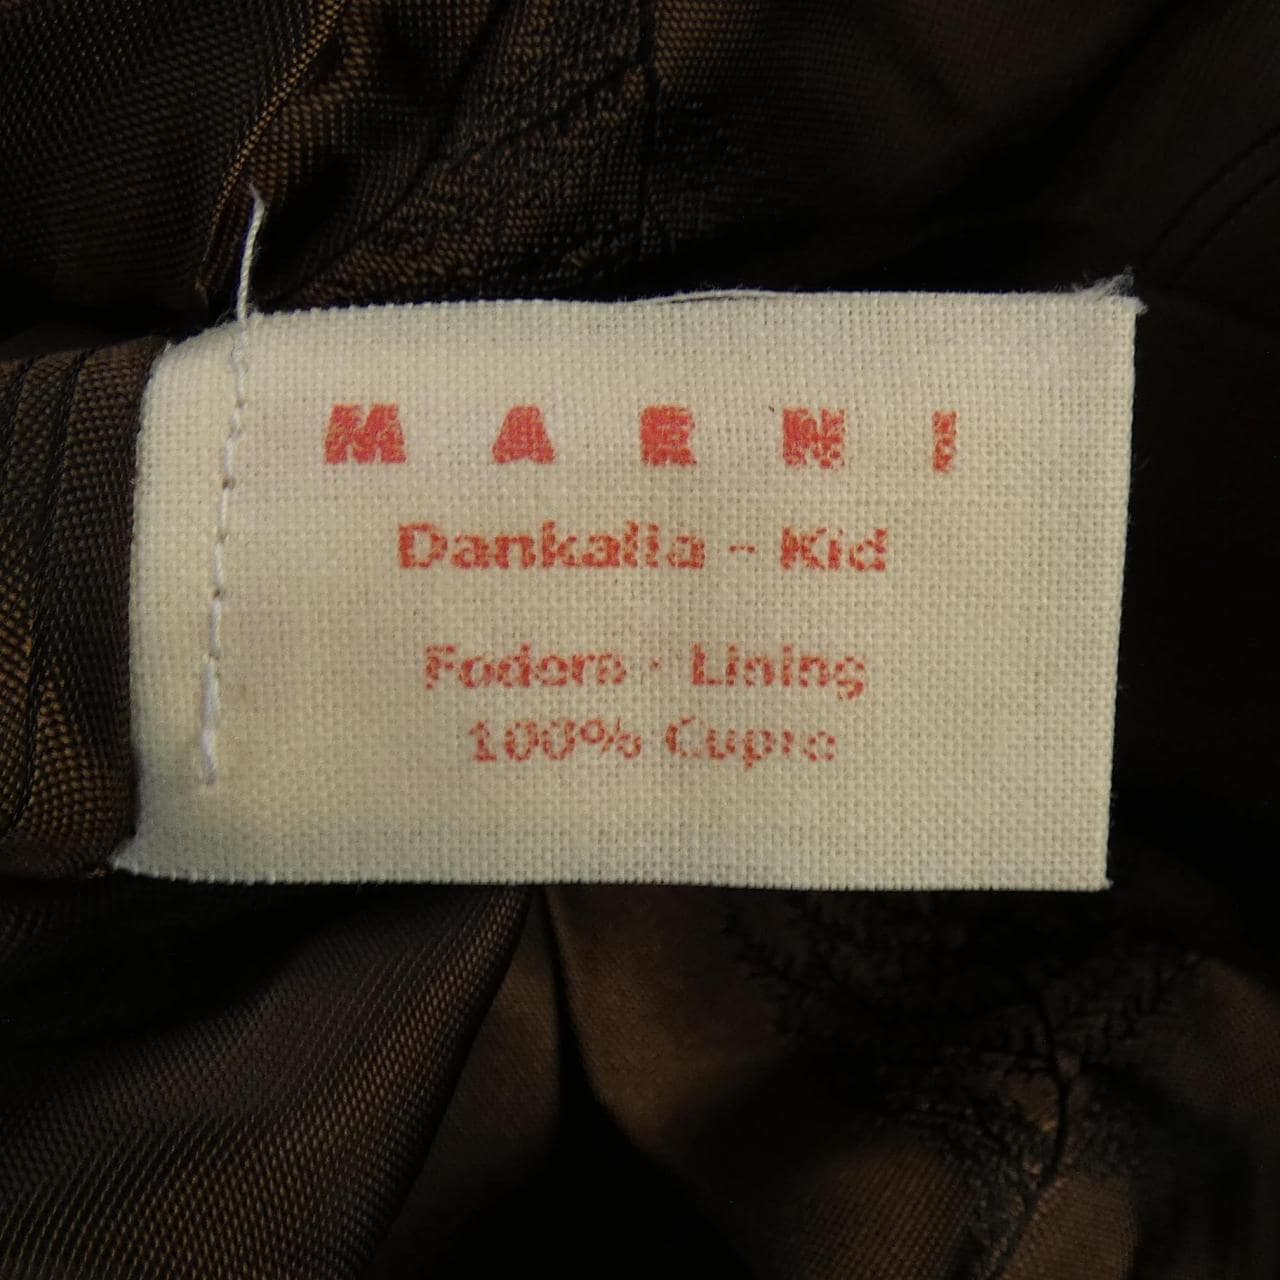 MARNI
Dankalia - Kid
Fodera - Lining
100% Cupro